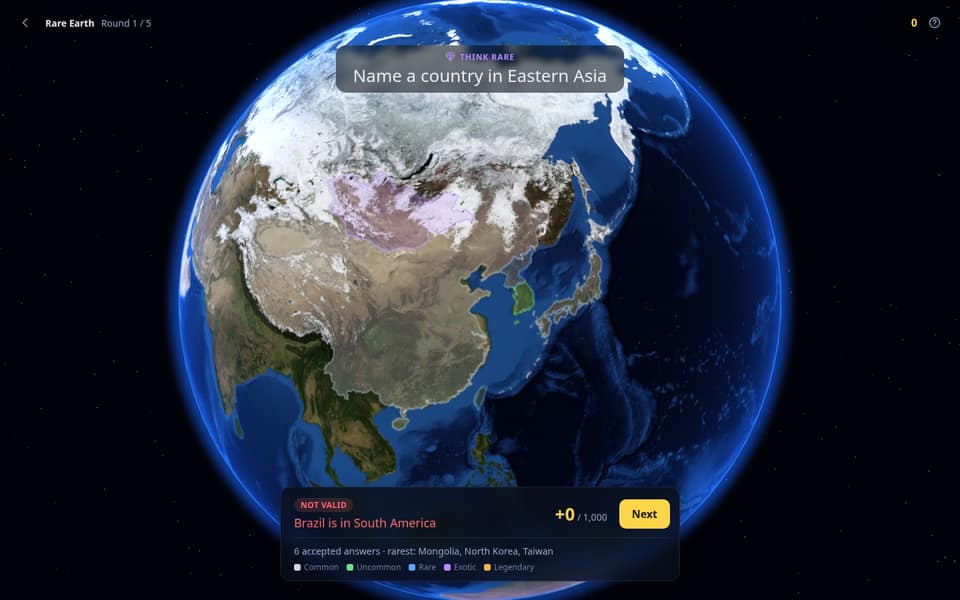 Rare Earth Round 1 / 5
0
THINK RARE
Name a country in Eastern Asia
NOT VALID
Brazil is in South America
+0 / 1,000
Next
6 accepted answers · rarest: Mongolia, North Korea, Taiwan
Common Uncommon Rare Exotic Legendary